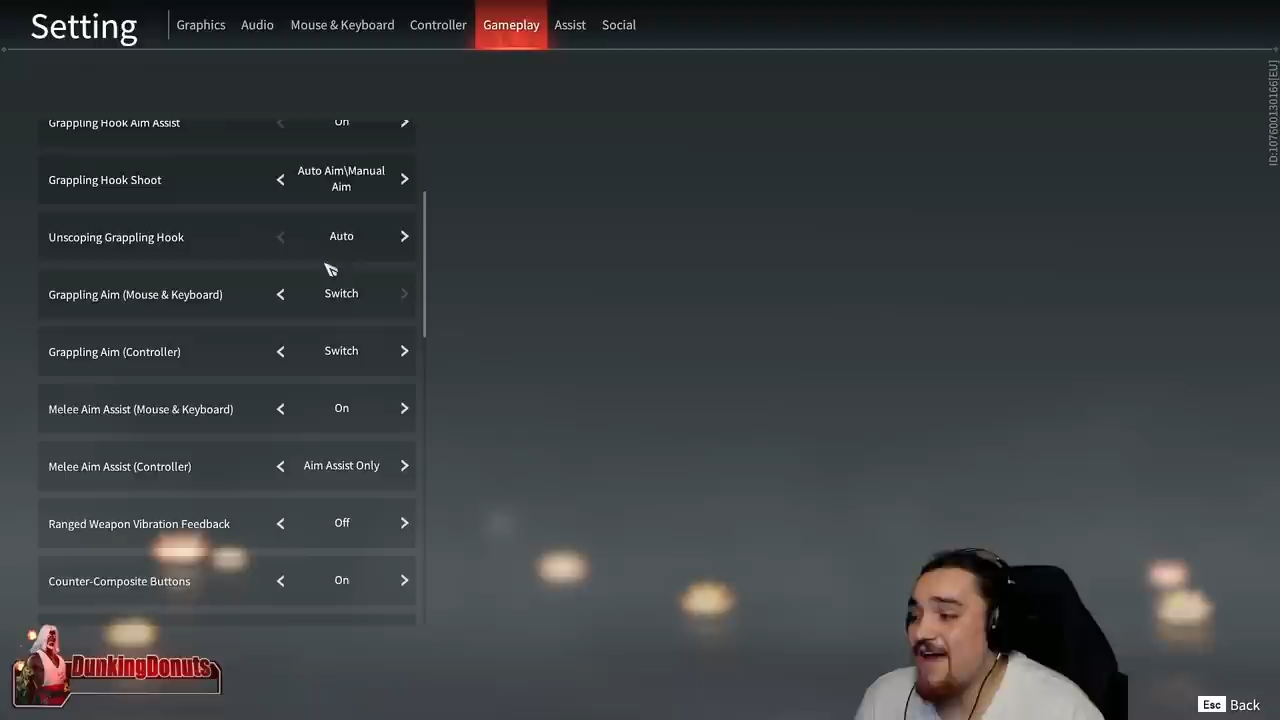 Setting
Graphics
Audio
Mouse & Keyboard
Controller
Gameplay
Assist
Social
ID:107600130166[EU]
Grappling Hook Aim Assist
On
Grappling Hook Shoot
Auto Aim\Manual
Aim
Unscoping Grappling Hook
Auto
Grappling Aim (Mouse & Keyboard)
Switch
Grappling Aim (Controller)
Switch
Melee Aim Assist (Mouse & Keyboard)
On
Melee Aim Assist (Controller)
Aim Assist Only
Ranged Weapon Vibration Feedback
Off
Counter-Composite Buttons
On
DunkingDonuts
Esc Back